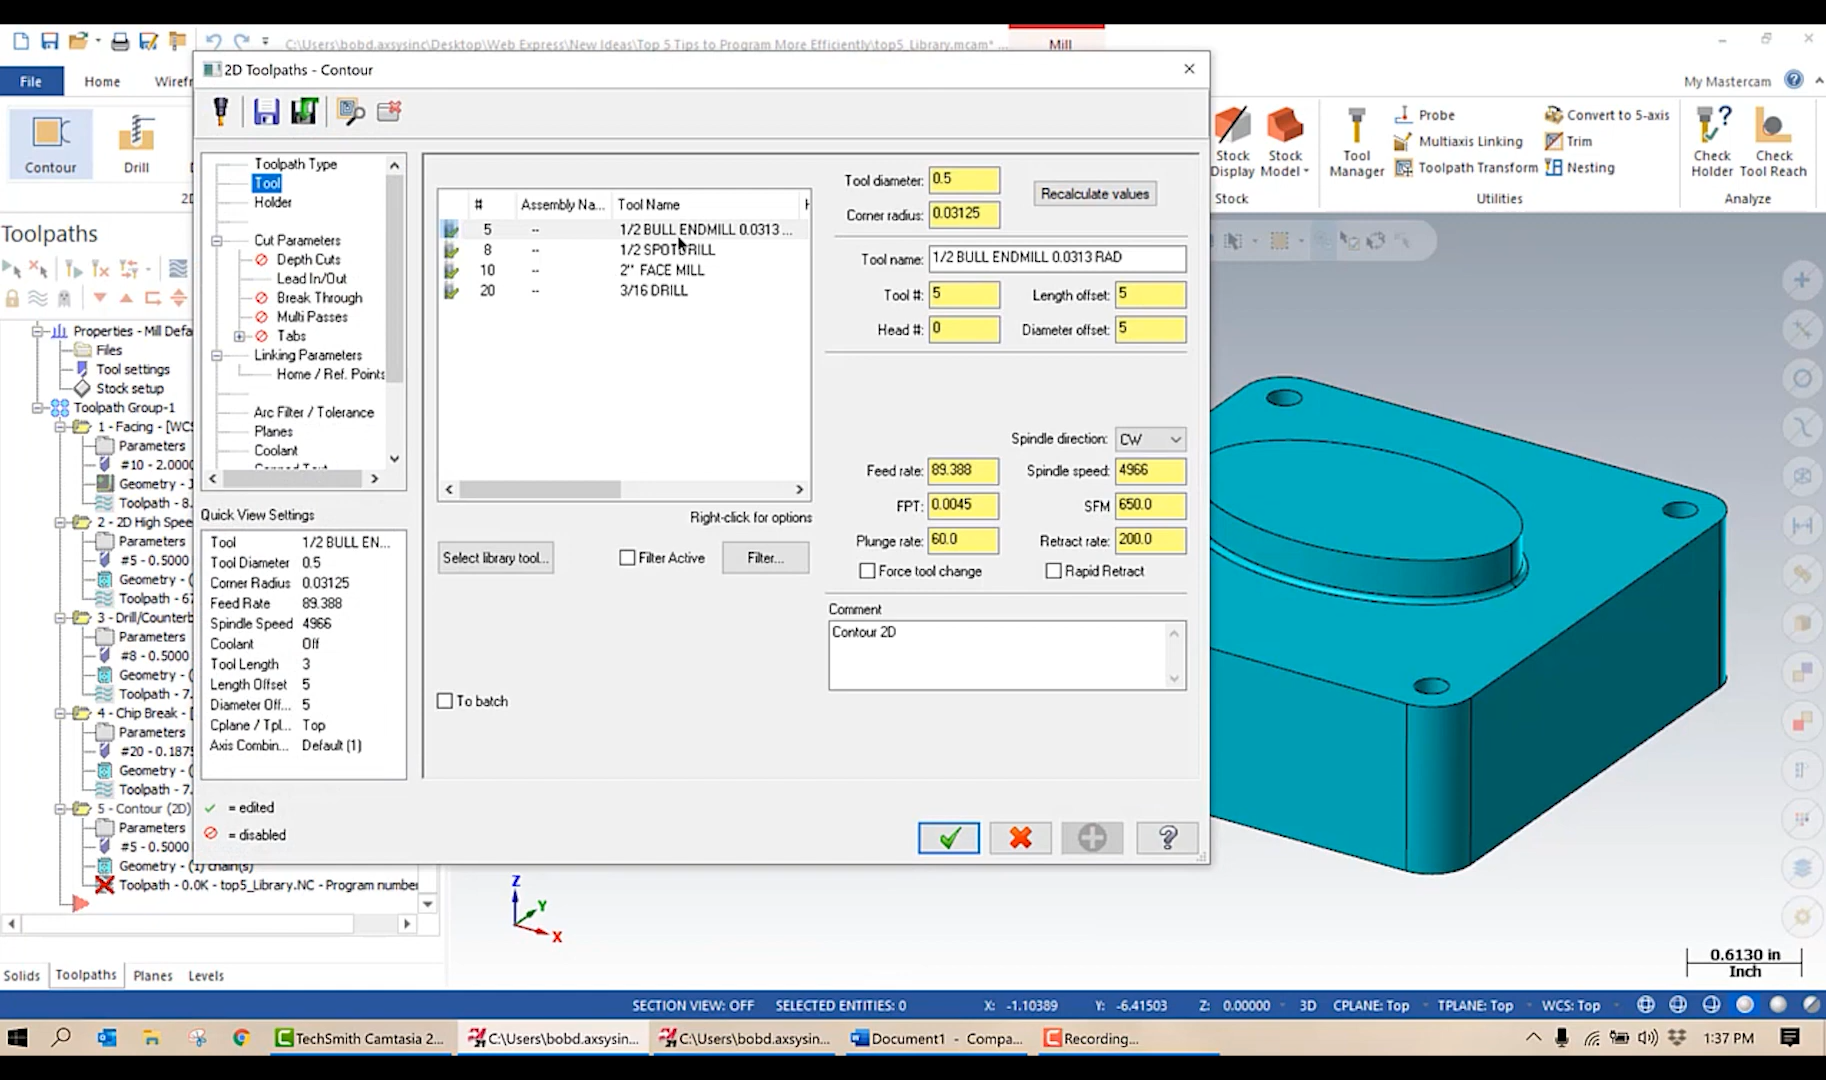 C:\Users\bobd.axsysinc\Desktop\Web Express\New Ideas\Top 5 Tips to Program More Efficiently\top5_Library.mcam* ...
Mill
File
Home
My Mastercam
Contour
Drill
Stock Display
Stock Model
Stock
Tool Manager
Probe
Multiaxis Linking
Toolpath Transform
Convert to 5-axis
Trim
Nesting
Utilities
Check Holder
Check Tool Reach
Analyze
2D Toolpaths - Contour
Toolpath Type
Tool
Holder
Cut Parameters
Depth Cuts
Lead In/Out
Break Through
Multi Passes
Tabs
Linking Parameters
Home / Ref. Points
Arc Filter / Tolerance
Planes
Coolant
Quick View Settings
Tool 1/2 BULL EN...
Tool Diameter 0.5
Corner Radius 0.03125
Feed Rate 89.388
Spindle Speed 4966
Coolant Off
Tool Length 3
Length Offset 5
Diameter Off... 5
Cplane / Tpl... Top
Axis Combin... Default (1)
= edited
= disabled
# Assembly Na... Tool Name
5 -- 1/2 BULL ENDMILL 0.0313 ...
8 -- 1/2 SPOTDRILL
10 -- 2" FACE MILL
20 -- 3/16 DRILL
Right-click for options
Select library tool...
Filter Active
Filter...
To batch
Tool diameter: 0.5
Corner radius: 0.03125
Recalculate values
Tool name: 1/2 BULL ENDMILL 0.0313 RAD
Tool #: 5 Length offset: 5
Head #: 0 Diameter offset: 5
Spindle direction: CW
Feed rate: 89.388 Spindle speed: 4966
FPT: 0.0045 SFM 650.0
Plunge rate: 60.0 Retract rate: 200.0
Force tool change Rapid Retract
Comment
Contour 2D
Toolpaths
Properties - Mill Defa
Files
Tool settings
Stock setup
Toolpath Group-1
1 - Facing - [WCS
Parameters
#10 - 2.0000
Geometry -
Toolpath - 8.
2 - 2D High Spee
Parameters
#5 - 0.5000
Geometry - (
Toolpath - 67
3 - Drill/Counterb
Parameters
#8 - 0.5000
Geometry - (
Toolpath - 7.
4 - Chip Break - [
Parameters
#20 - 0.1875
Geometry - (
Toolpath - 7.
5 - Contour (2D)
Parameters
#5 - 0.5000
Geometry - (1) chain(s)
Toolpath - 0.0K - top5_Library.NC - Program number
Solids
Toolpaths
Planes
Levels
Z
Y
X
0.6130 in
Inch
SECTION VIEW: OFF SELECTED ENTITIES: 0 X: -1.10389 Y: -6.41503 Z: 0.00000 3D CPLANE: Top TPLANE: Top WCS: Top
TechSmith Camtasia 2...
C:\Users\bobd.axsysin...
C:\Users\bobd.axsysin...
Document1 - Compa...
Recording...
1:37 PM